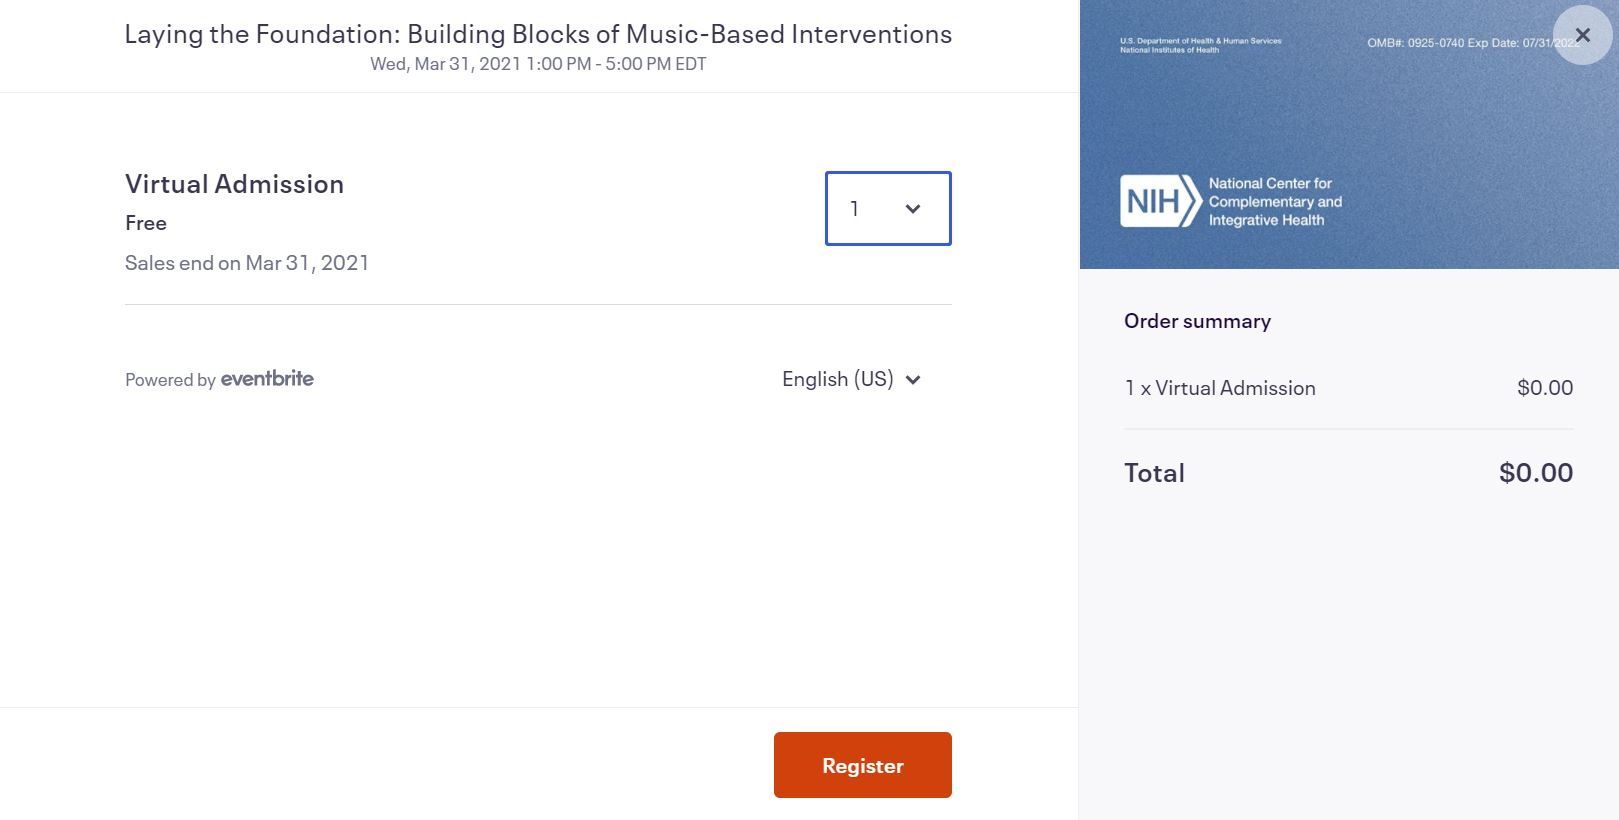 Laying the Foundation: Building Blocks of Music-Based Interventions
Wed, Mar 31, 2021 1:00 PM - 5:00 PM EDT
Virtual Admission
Free
Sales end on Mar 31, 2021
1
Powered by eventbrite
English (US)
Register
U.S. Department of Health & Human Services
National Institutes of Health
OMB#: 0925-0740 Exp Date: 07/31/2022
NIH
National Center for
Complementary and
Integrative Health
Order summary
1 x Virtual Admission $0.00
Total $0.00